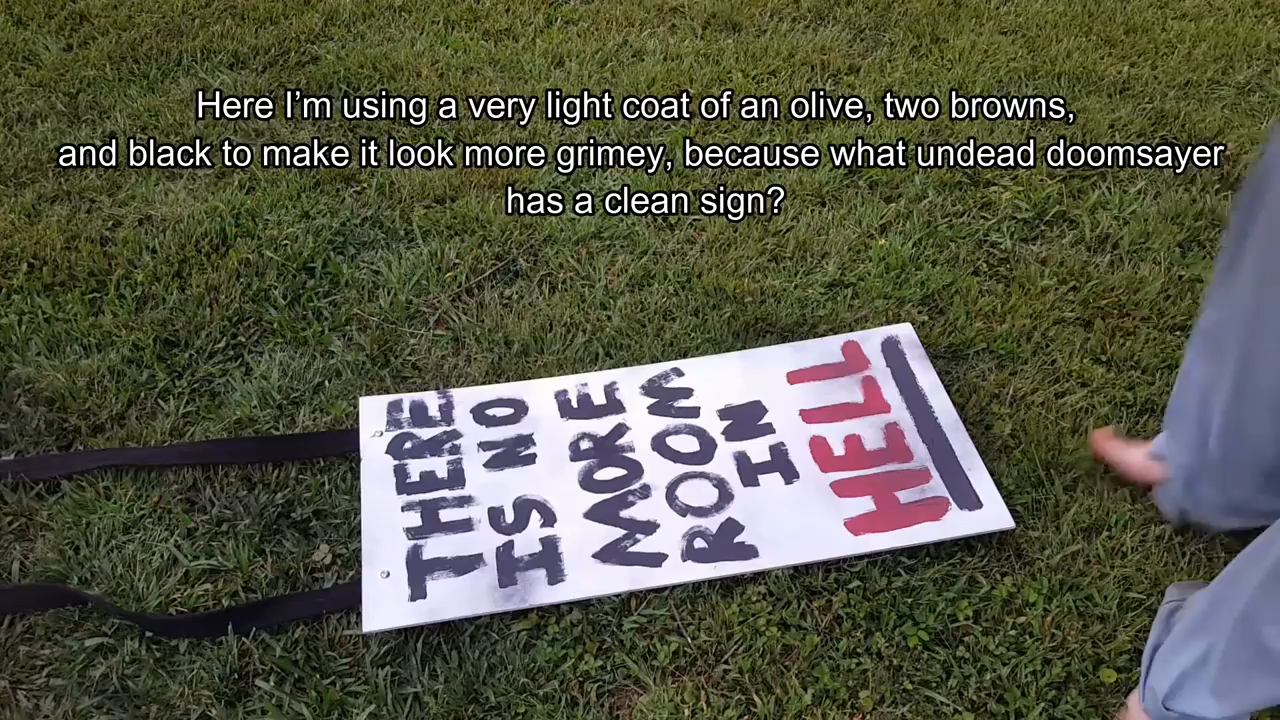 Here I'm using a very light coat of an olive, two browns,
and black to make it look more grimey, because what undead doomsayer
has a clean sign?
THERE
IS NO
MORE
ROOM
IN
HELL